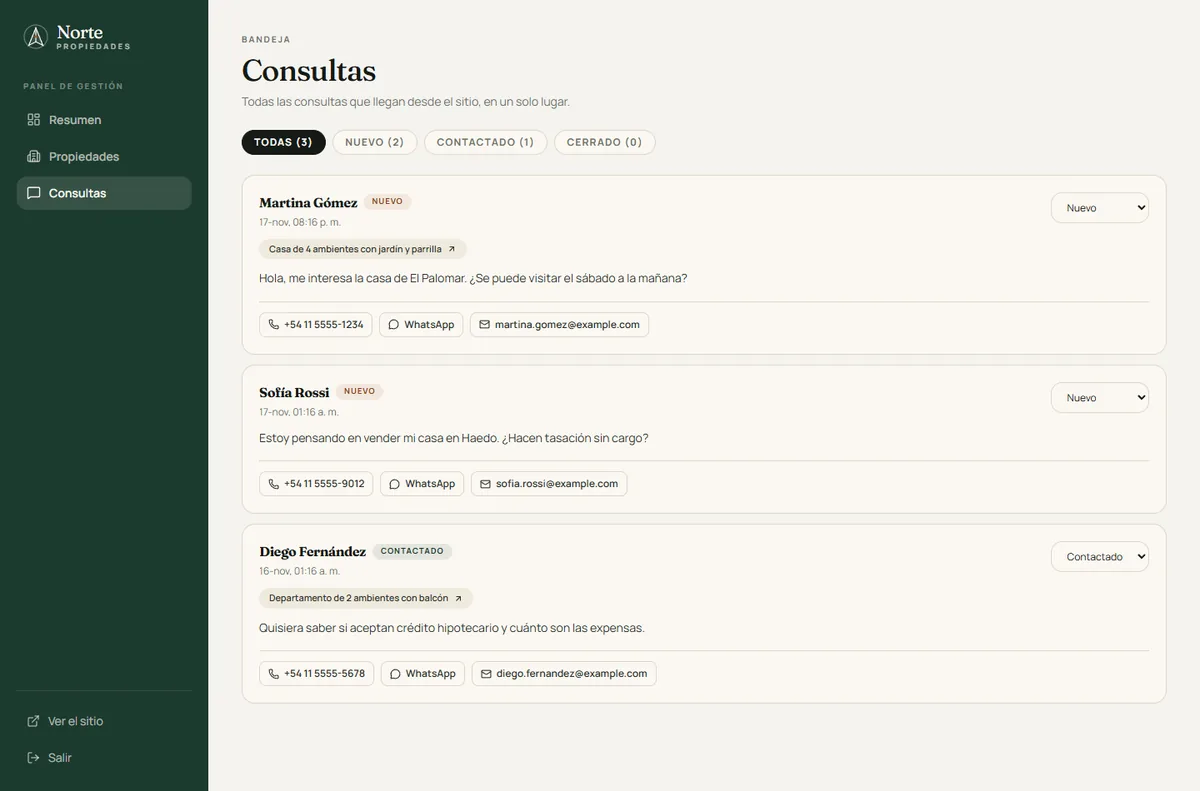 Norte
PROPIEDADES
PANEL DE GESTIÓN
Resumen
Propiedades
Consultas
Ver el sitio
Salir
BANDEJA
Consultas
Todas las consultas que llegan desde el sitio, en un solo lugar.
TODAS (3) NUEVO (2) CONTACTADO (1) CERRADO (0)
Martina Gómez NUEVO Nuevo
17-nov, 08:16 p. m.
Casa de 4 ambientes con jardín y parrilla
Hola, me interesa la casa de El Palomar. ¿Se puede visitar el sábado a la mañana?
+54 11 5555-1234 WhatsApp martina.gomez@example.com
Sofía Rossi NUEVO Nuevo
17-nov, 01:16 a. m.
Estoy pensando en vender mi casa en Haedo. ¿Hacen tasación sin cargo?
+54 11 5555-9012 WhatsApp sofia.rossi@example.com
Diego Fernández CONTACTADO Contactado
16-nov, 01:16 a. m.
Departamento de 2 ambientes con balcón
Quisiera saber si aceptan crédito hipotecario y cuánto son las expensas.
+54 11 5555-5678 WhatsApp diego.fernandez@example.com